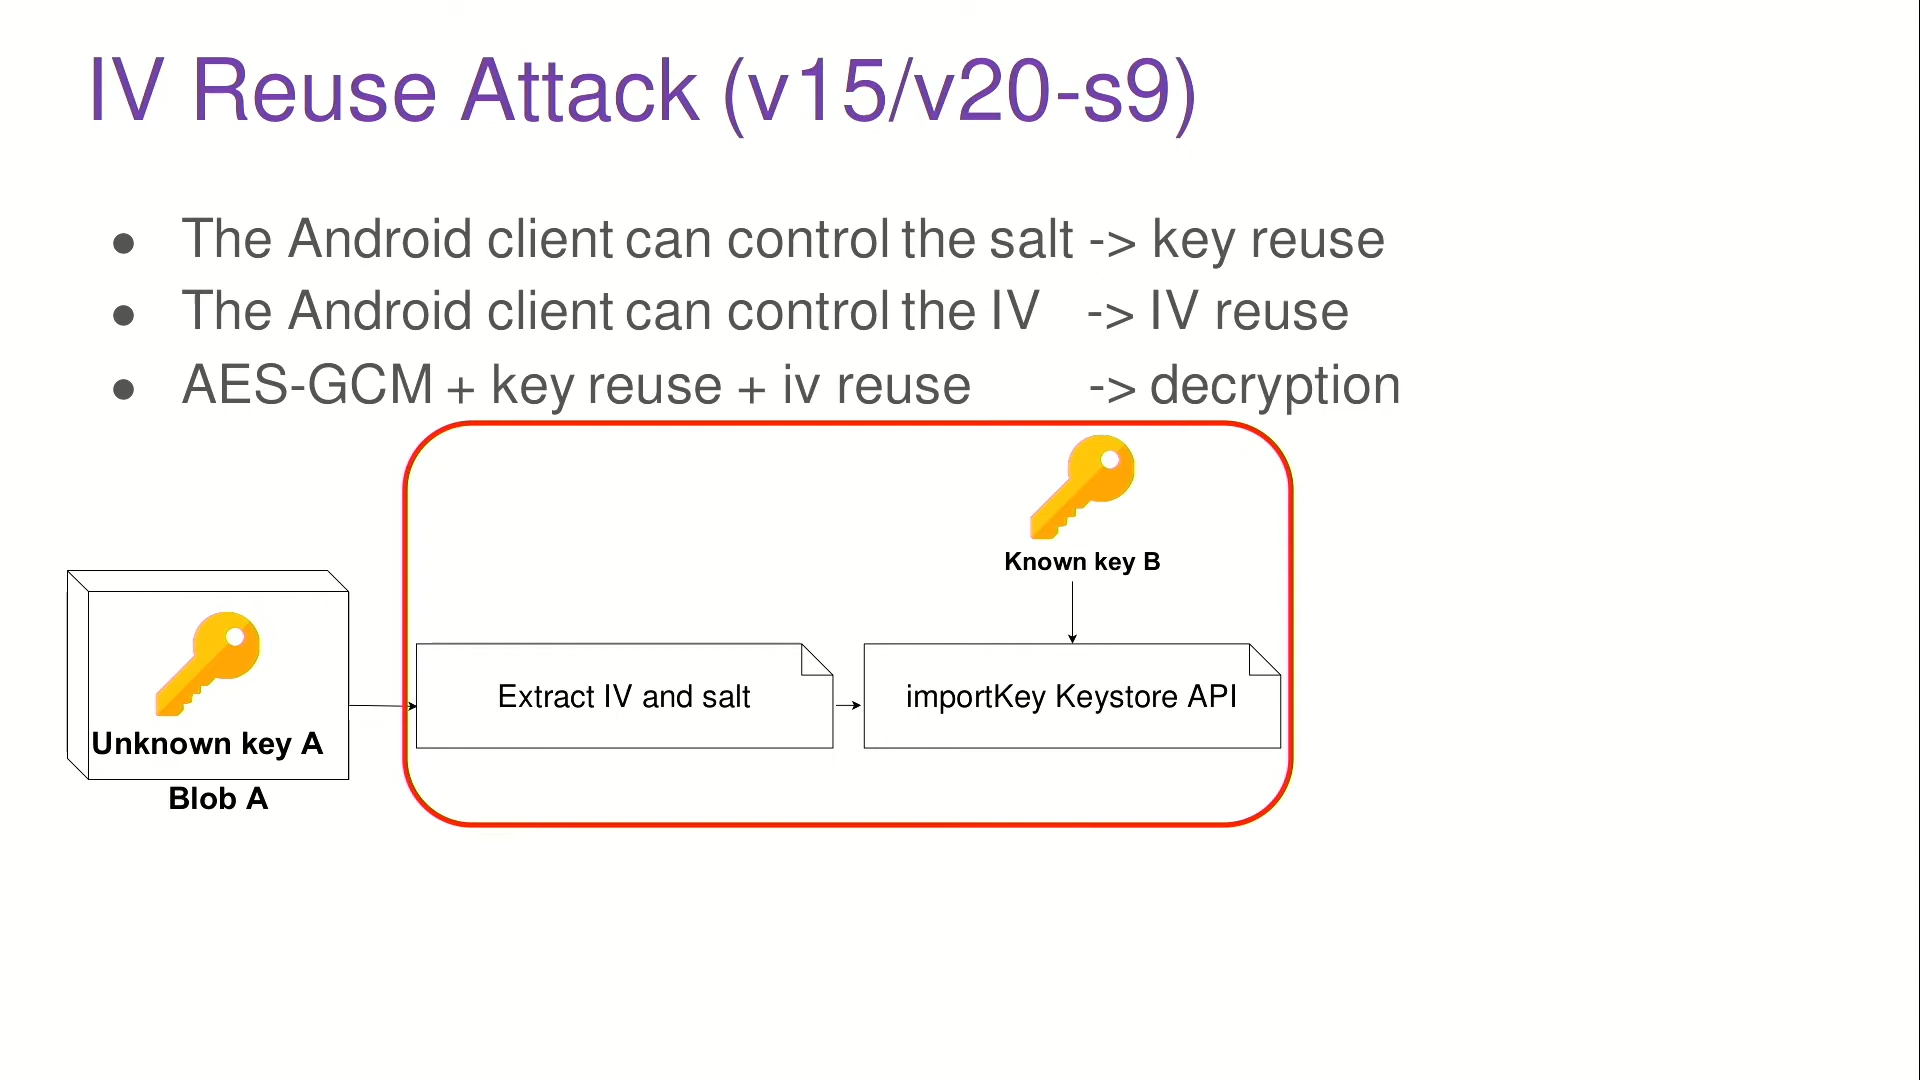 IV Reuse Attack (v15/v20-s9)
● The Android client can control the salt -> key reuse
● The Android client can control the IV -> IV reuse
● AES-GCM + key reuse + iv reuse -> decryption
Known key B
Extract IV and salt
importKey Keystore API
Unknown key A
Blob A